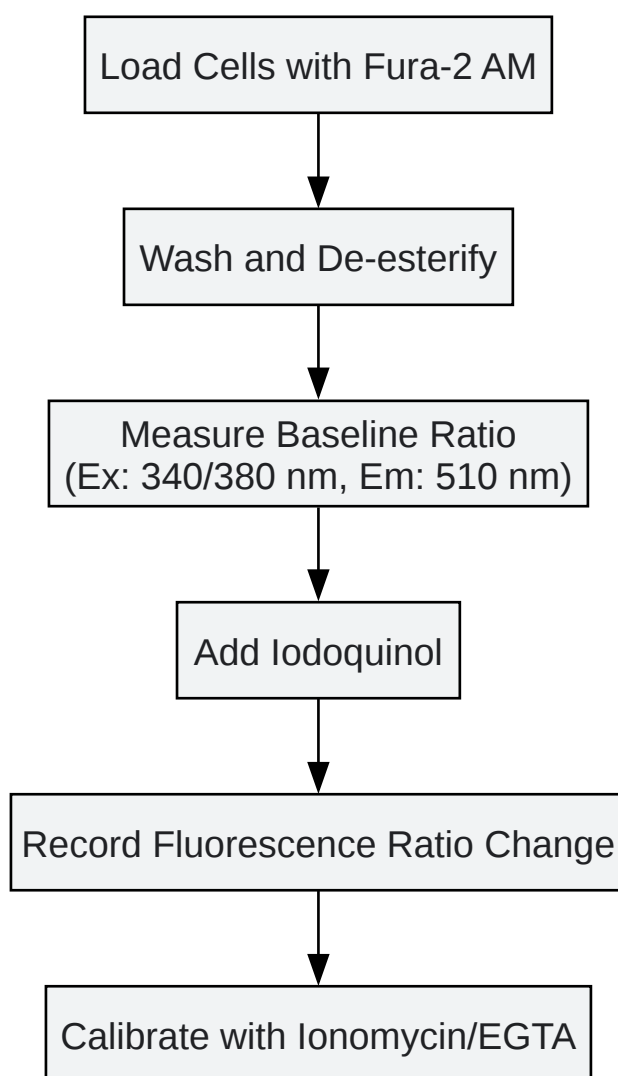 Load Cells with Fura-2 AM
Wash and De-esterify
Measure Baseline Ratio
(Ex: 340/380 nm, Em: 510 nm)
Add Iodoquinol
Record Fluorescence Ratio Change
Calibrate with Ionomycin/EGTA